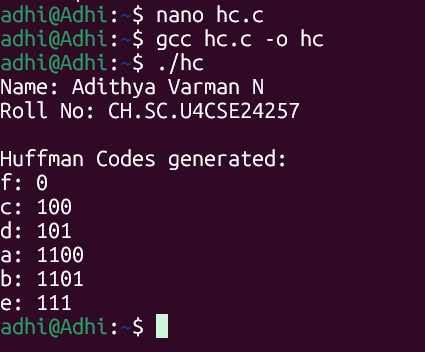 adhi@Adhi:~$ nano hc.c
adhi@Adhi:~$ gcc hc.c -o hc
adhi@Adhi:~$ ./hc
Name: Adithya Varman N
Roll No: CH.SC.U4CSE24257
Huffman Codes generated:
f: 0
c: 100
d: 101
a: 1100
b: 1101
e: 111
adhi@Adhi:~$